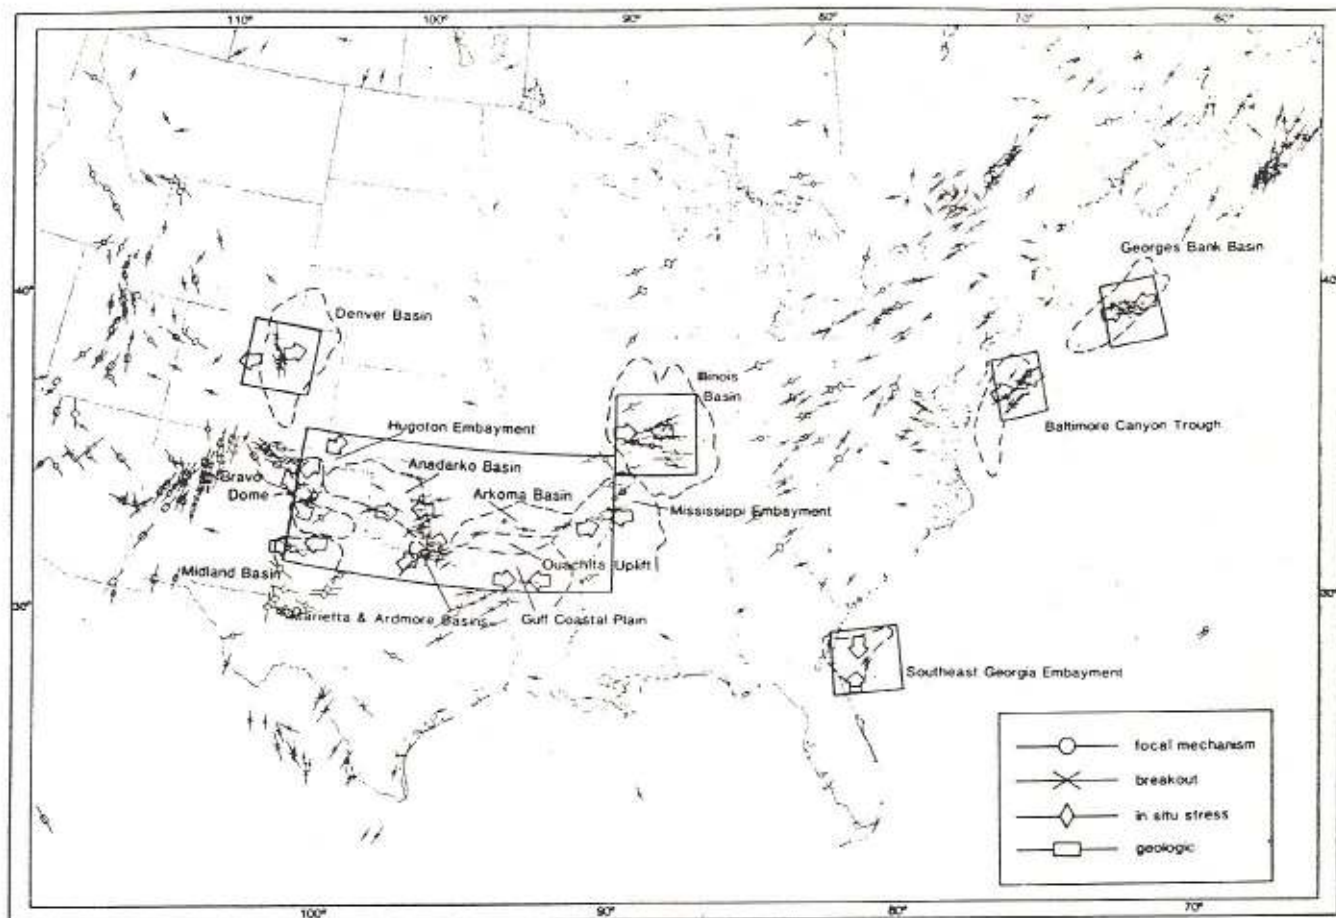 110°
100°
90°
80°
70°
60°
Georges Bank Basin
40°
40°
Denver Basin
Illinois
Basin
Baltimore Canyon Trough
Hugoton Embayment
Anadarko Basin
Bravo
Dome
Arkoma Basin
Mississippi Embayment
Ouachita Uplift
Midland Basin
30°
30°
Marietta & Ardmore Basins
Gulf Coastal Plain
Southeast Georgia Embayment
focal mechanism
breakout
in situ stress
geologic
100°
90°
80°
70°